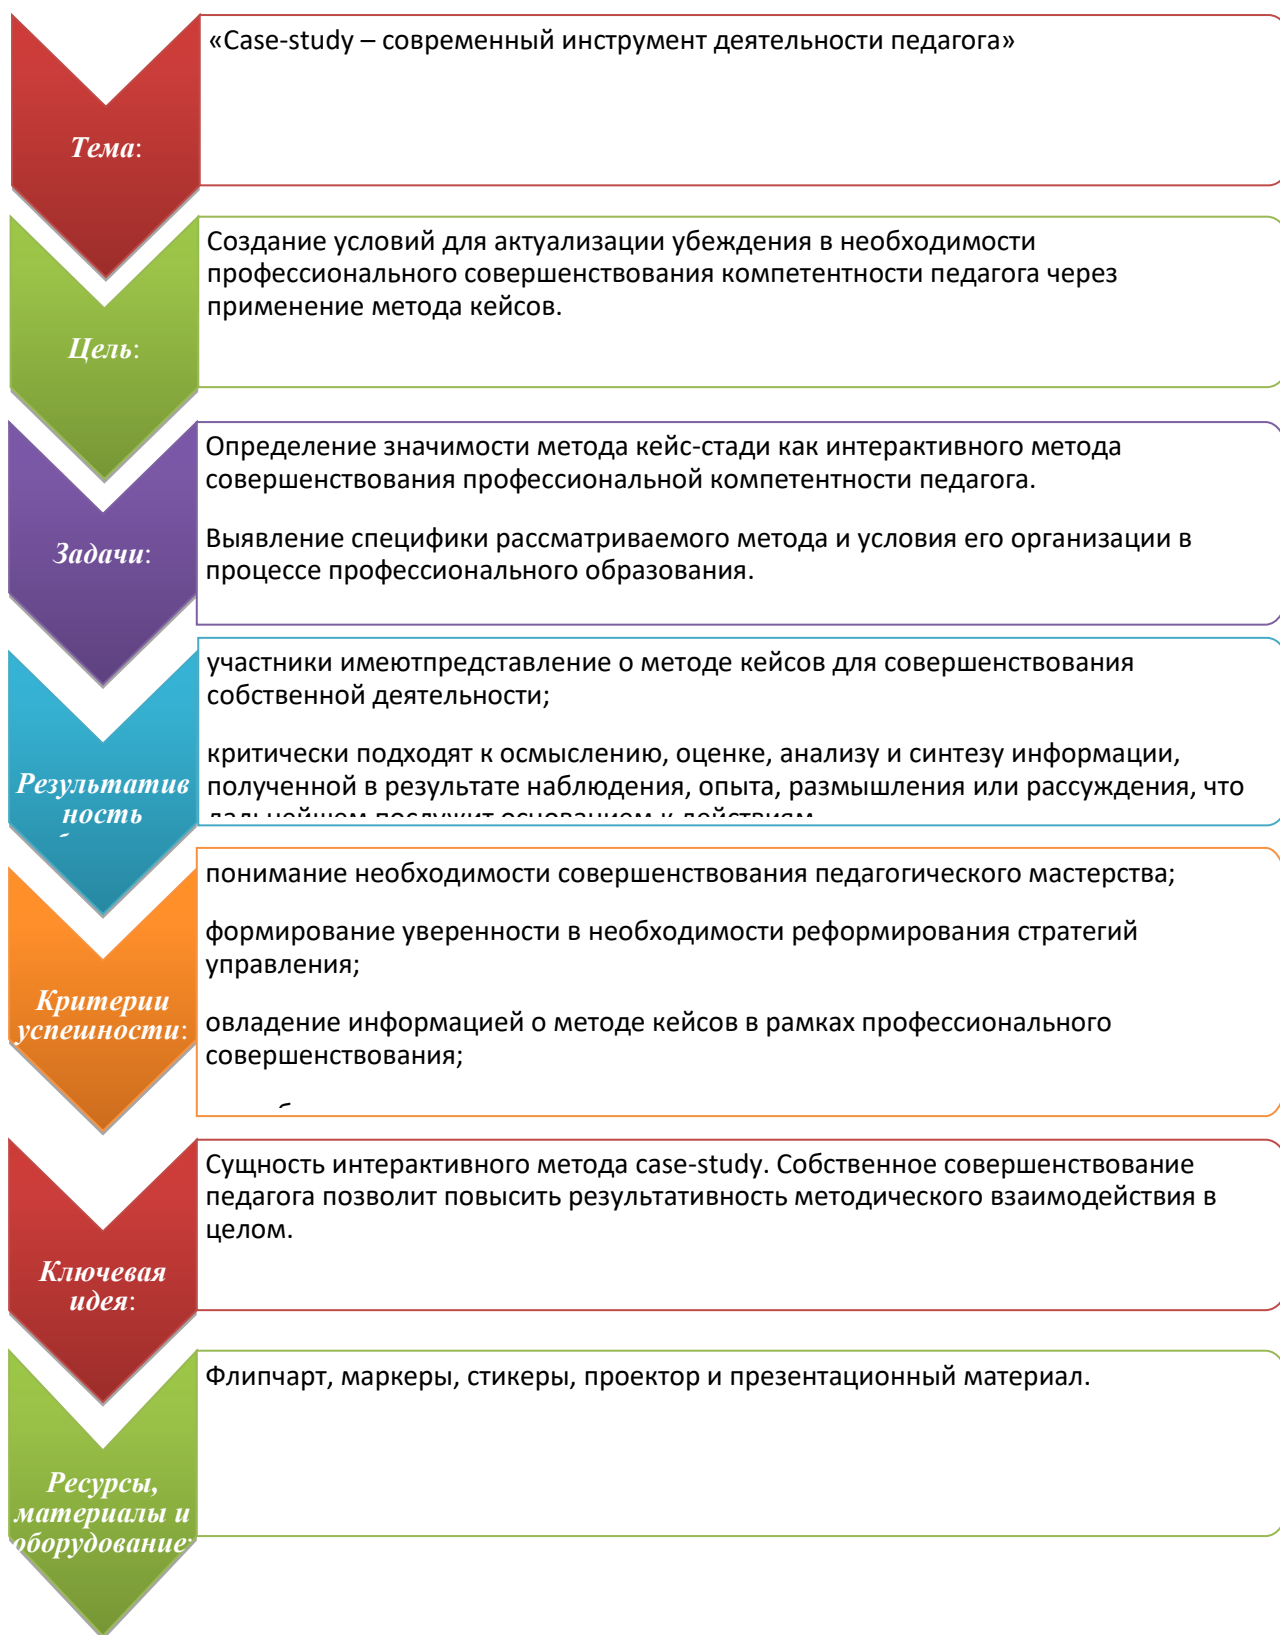 Тема:
«Case-study – современный инструмент деятельности педагога»
Цель:
Создание условий для актуализации убеждения в необходимости
профессионального совершенствования компетентности педагога через
применение метода кейсов.
Задачи:
Определение значимости метода кейс-стади как интерактивного метода
совершенствования профессиональной компетентности педагога.
Выявление специфики рассматриваемого метода и условия его организации в
процессе профессионального образования.
Результатив
ность
участники имеютпредставление о методе кейсов для совершенствования
собственной деятельности;
критически подходят к осмыслению, оценке, анализу и синтезу информации,
полученной в результате наблюдения, опыта, размышления или рассуждения, что
дальнейшем послужит основанием к действиям
Критерии
успешности:
понимание необходимости совершенствования педагогического мастерства;
формирование уверенности в необходимости реформирования стратегий
управления;
овладение информацией о методе кейсов в рамках профессионального
совершенствования;
Ключевая
идея:
Сущность интерактивного метода case-study. Собственное совершенствование
педагога позволит повысить результативность методического взаимодействия в
целом.
Ресурсы,
материалы и
оборудование:
Флипчарт, маркеры, стикеры, проектор и презентационный материал.